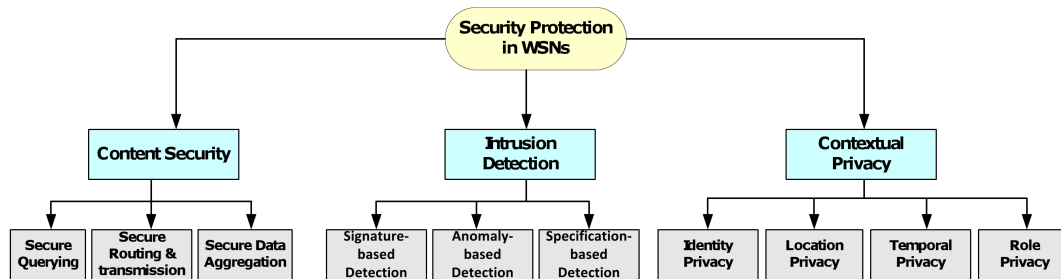 Security Protection
in WSNs
Content Security
Intrusion
Detection
Contextual
Privacy
Secure
Querying
Secure
Routing &
transmission
Secure Data
Aggregation
Signature-
based
Detection
Anomaly-
based
Detection
Specification-
based
Detection
Identity
Privacy
Location
Privacy
Temporal
Privacy
Role
Privacy